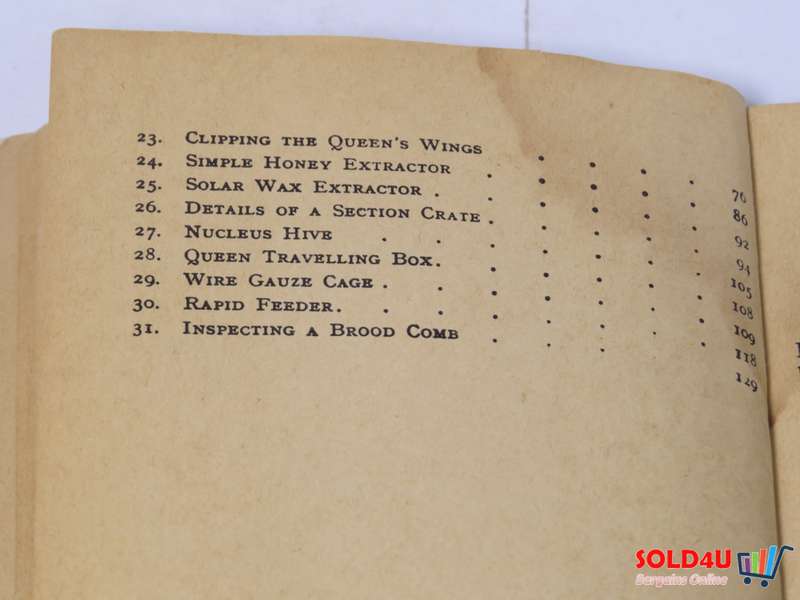 23. Clipping the Queen's Wings . . . . 76
24. Simple Honey Extractor . . . . . 86
25. Solar Wax Extractor . . . . . . 92
26. Details of a Section Crate . . . . . 94
27. Nucleus Hive . . . . . . . 105
28. Queen Travelling Box . . . . . . 108
29. Wire Gauze Cage . . . . . . . 109
30. Rapid Feeder . . . . . . . 118
31. Inspecting a Brood Comb . . . . . 129
SOLD4U
Bargains Online